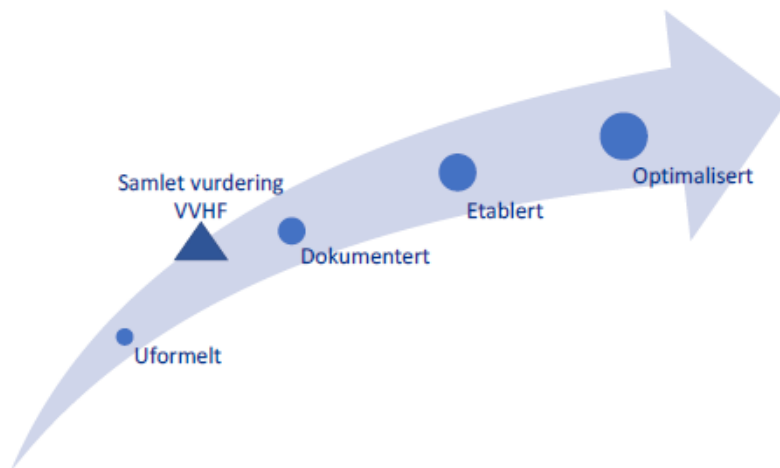 Samlet vurdering
VVHF
Optimalisert
Etablert
Dokumentert
Uformelt